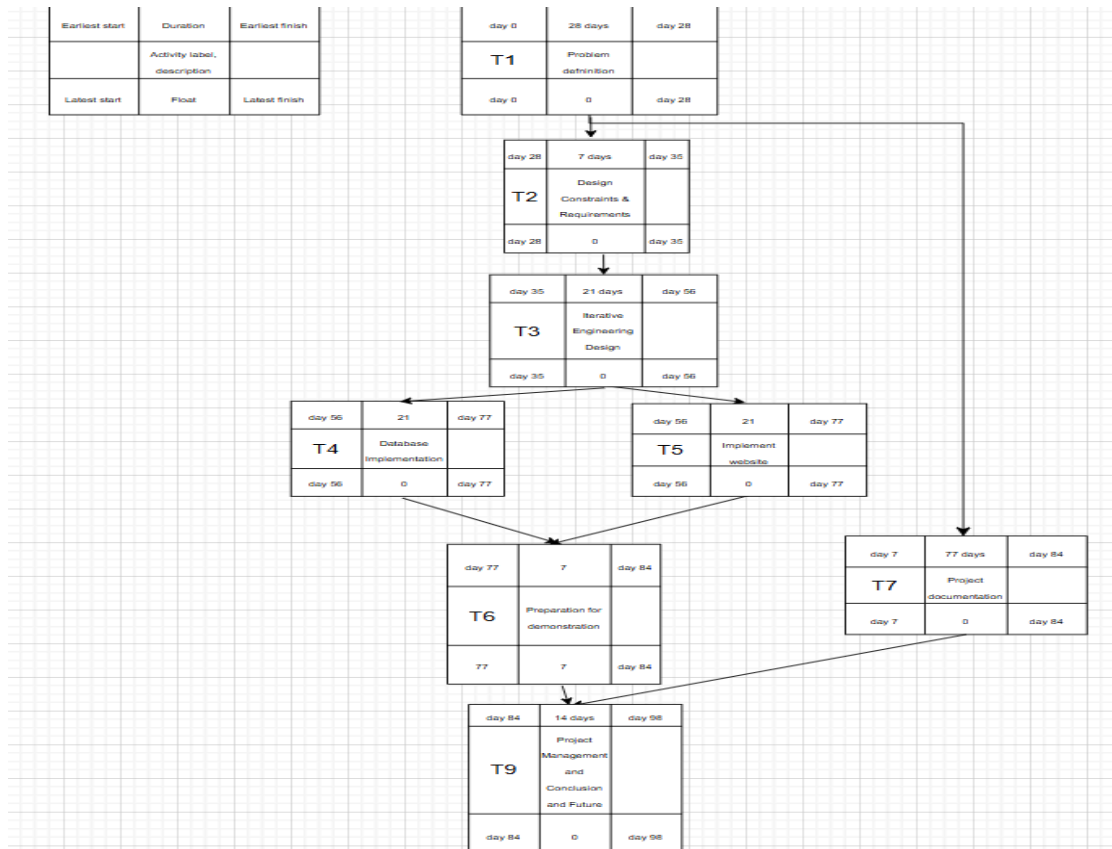 Earliest start Duration Earliest finish
Activity label,
description
Latest start Float Latest finish
day 0 28 days day 28
T1 Problem
defninition
day 0 0 day 28
day 28 7 days day 35
T2 Design
Constraints &
Requirements
day 28 0 day 35
day 35 21 days day 56
T3 Iterative
Engineering
Design
day 35 0 day 56
day 56 21 day 77
T4 Database
Implementation
day 56 0 day 77
day 56 21 day 77
T5 Implement
website
day 56 0 day 77
day 77 7 day 84
T6 Preparation for
demonstration
77 7 day 84
day 7 77 days day 84
T7 Project
documentation
day 7 0 day 84
day 84 14 days day 98
T9 Project
Management
and
Conclusion
and Future
day 84 0 day 98